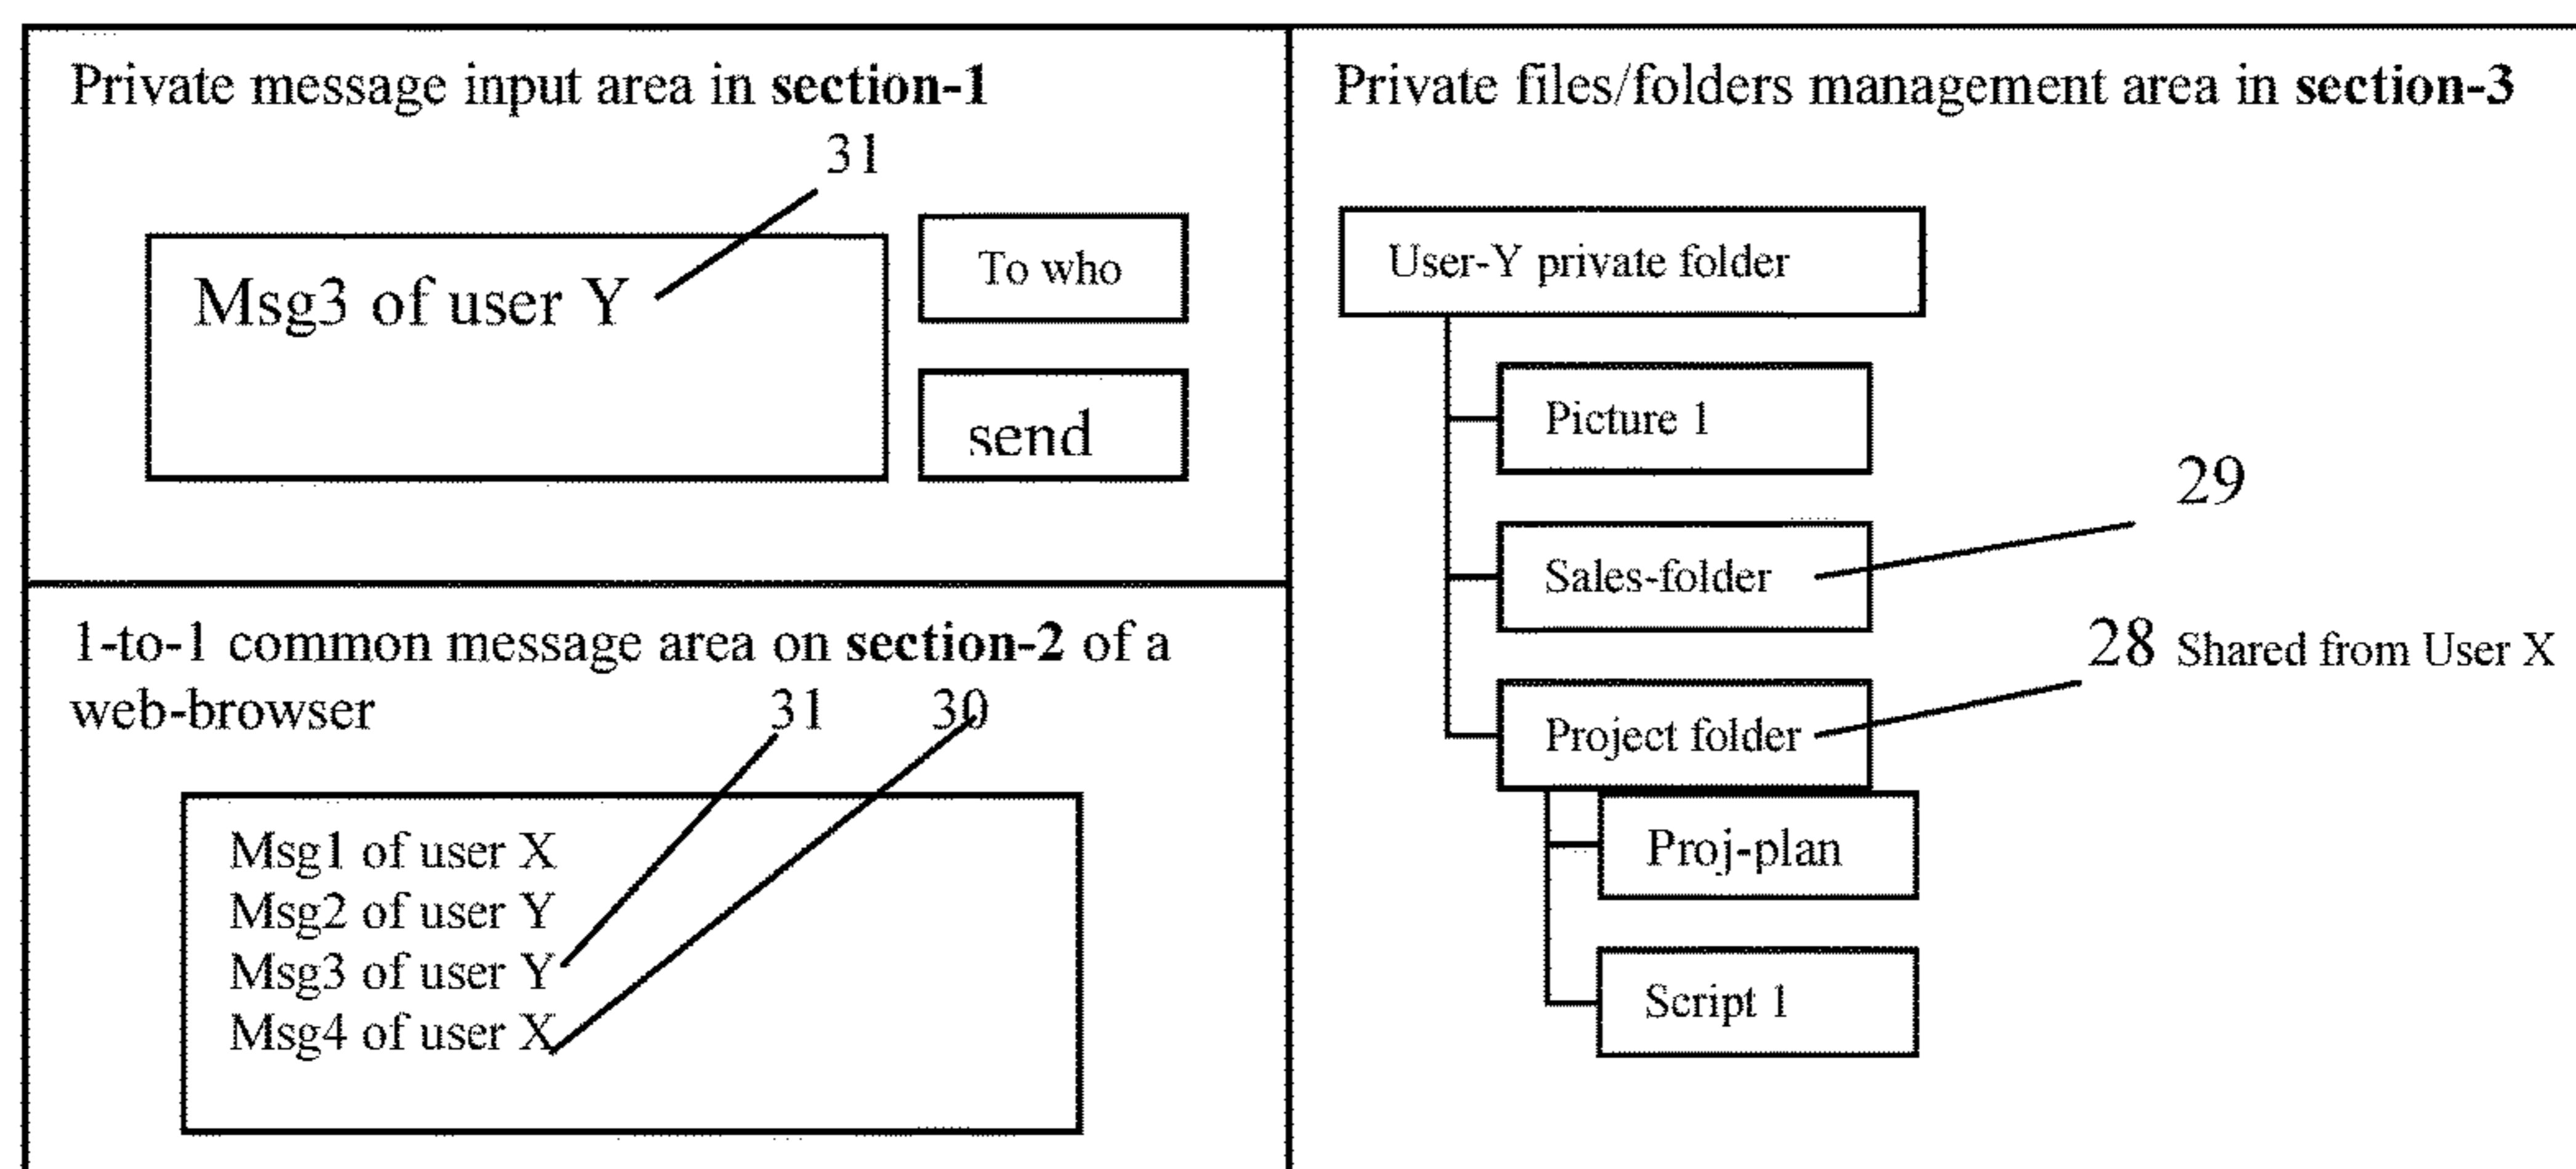 Private message input area in section-1
31
Msg3 of user Y
To who
send
1-to-1 common message area on section-2 of a
web-browser
31 30
Msg1 of user X
Msg2 of user Y
Msg3 of user Y
Msg4 of user X
Private files/folders management area in section-3
User-Y private folder
Picture 1
29
Sales-folder
28 Shared from User X
Project folder
Proj-plan
Script 1